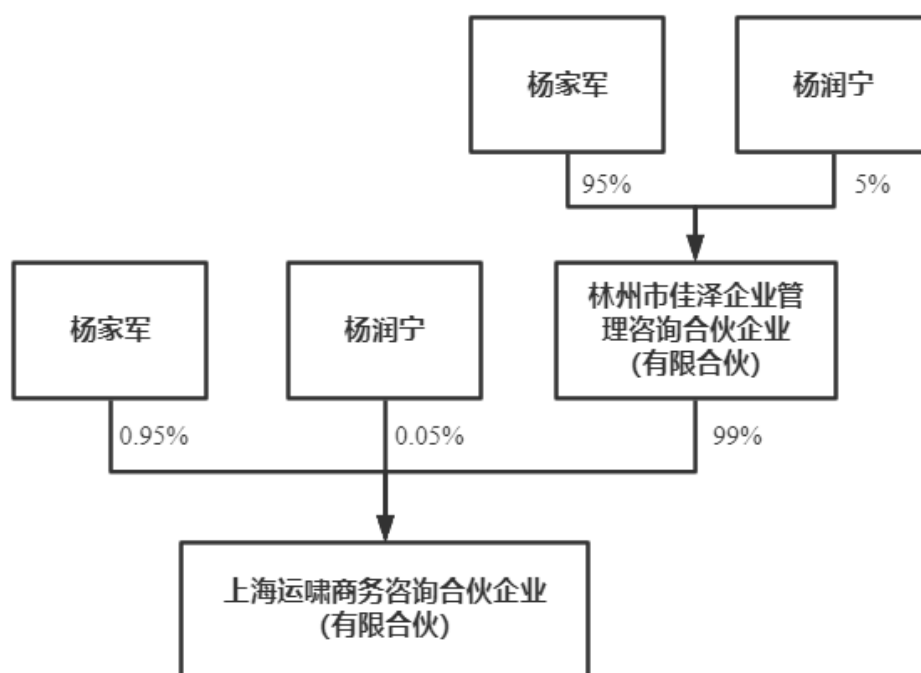 杨家军
杨润宁
95%
5%
杨家军
杨润宁
林州市佳泽企业管
理咨询合伙企业
(有限合伙)
0.95%
0.05%
99%
上海运啸商务咨询合伙企业
(有限合伙)